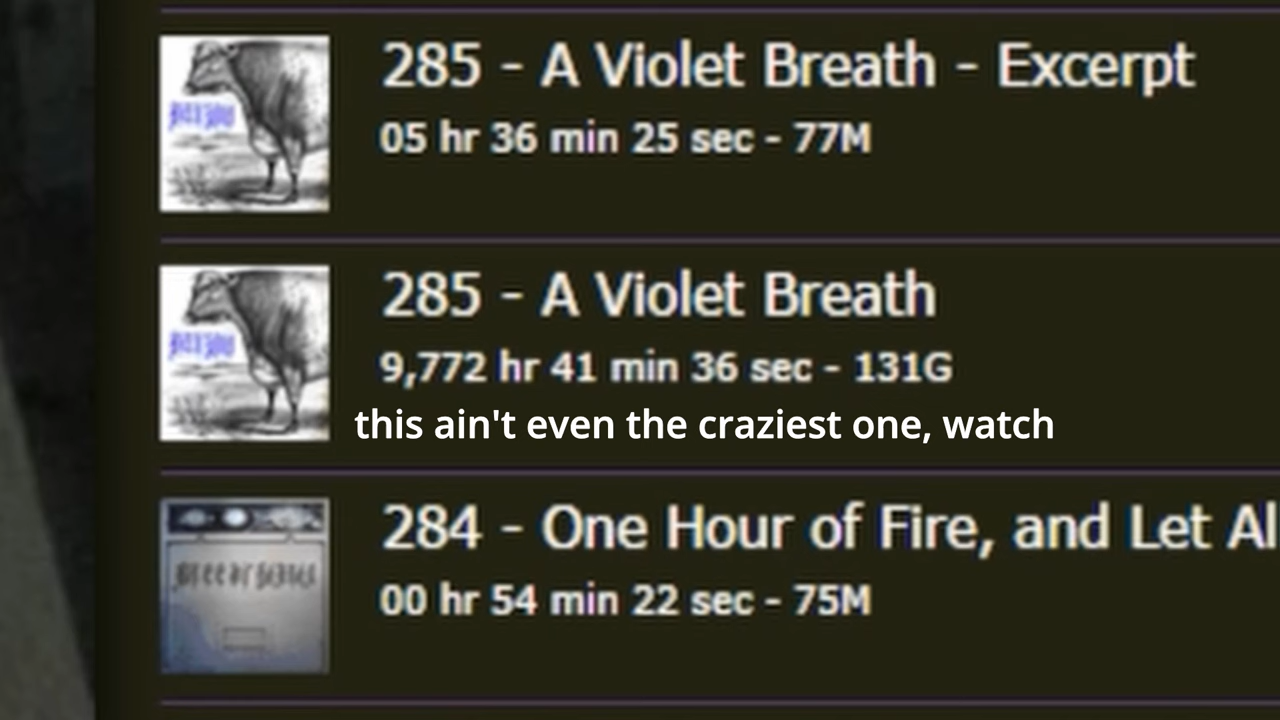 285 - A Violet Breath - Excerpt
05 hr 36 min 25 sec - 77M
285 - A Violet Breath
9,772 hr 41 min 36 sec - 131G
this ain't even the craziest one, watch
284 - One Hour of Fire, and Let Al
00 hr 54 min 22 sec - 75M